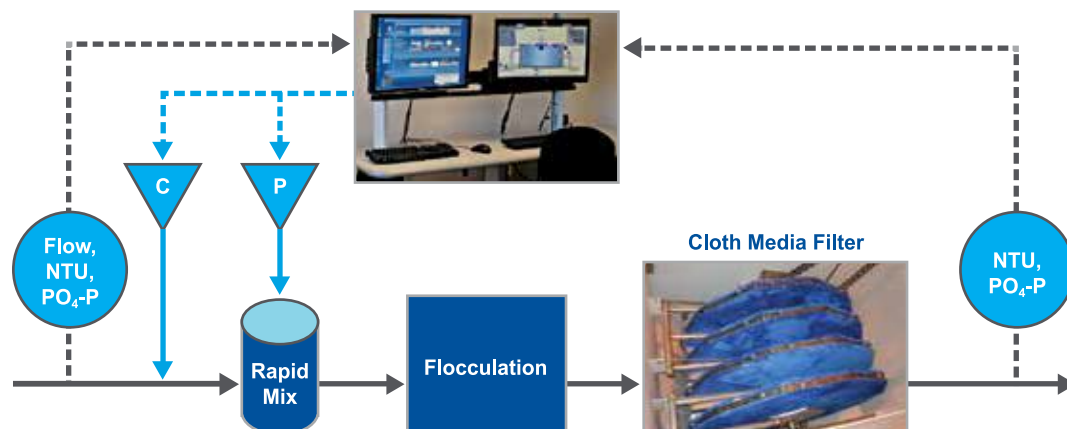 C
P
Flow,
NTU,
PO₄-P
Cloth Media Filter
NTU,
PO₄-P
Rapid
Mix
Flocculation